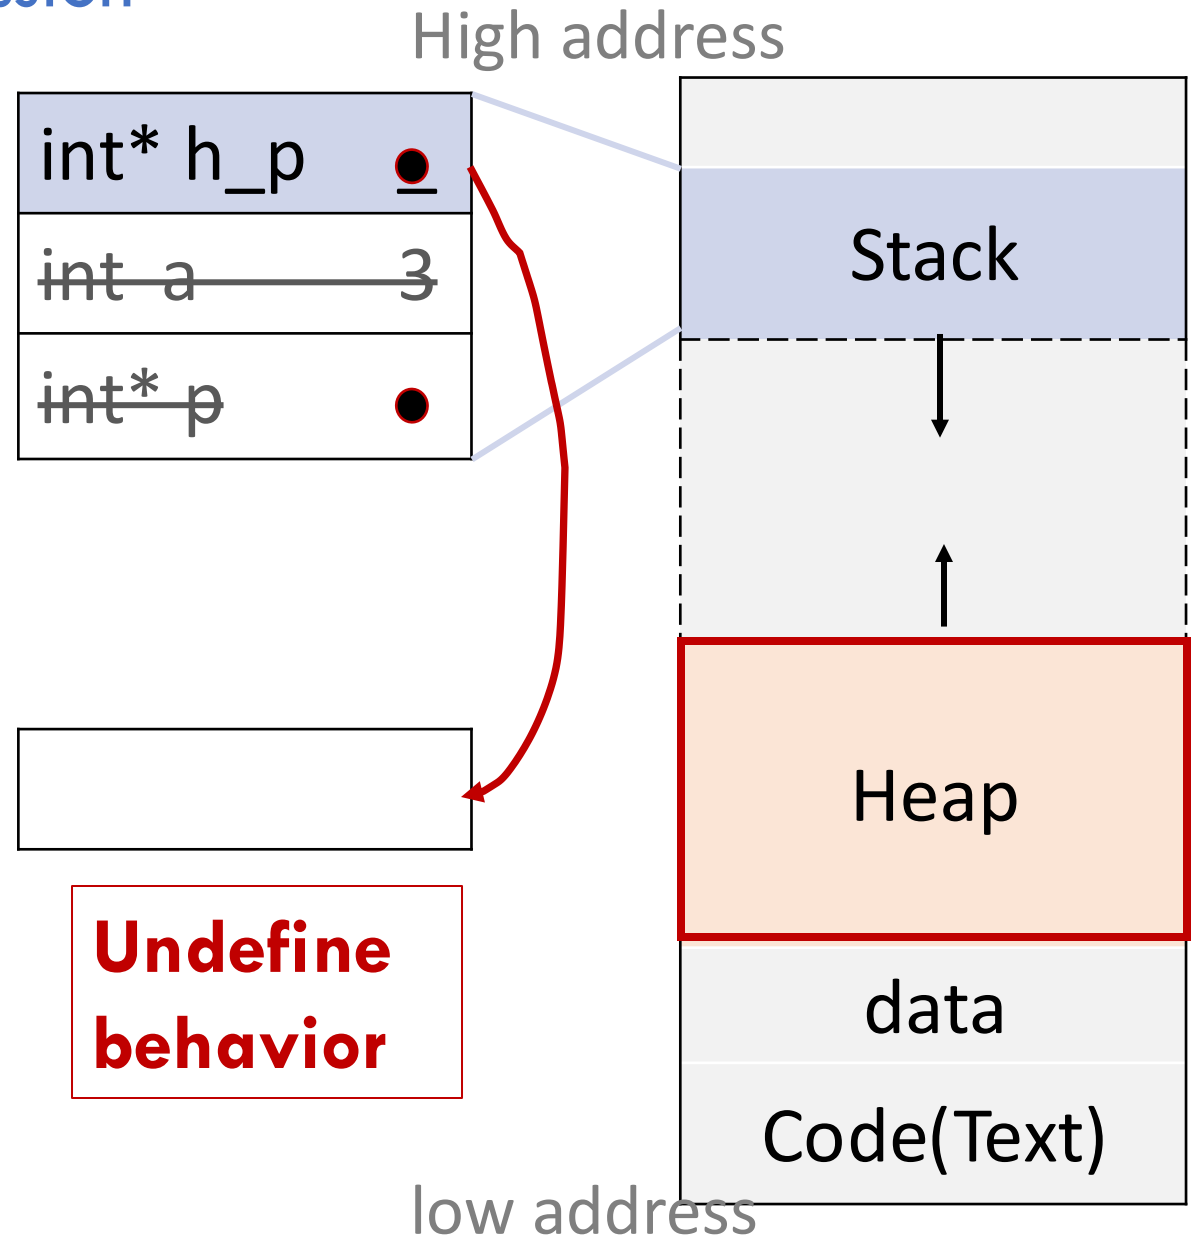 High address
int* h_p
int a 3
int* p
Stack
Heap
Undefine
behavior
data
Code(Text)
low address